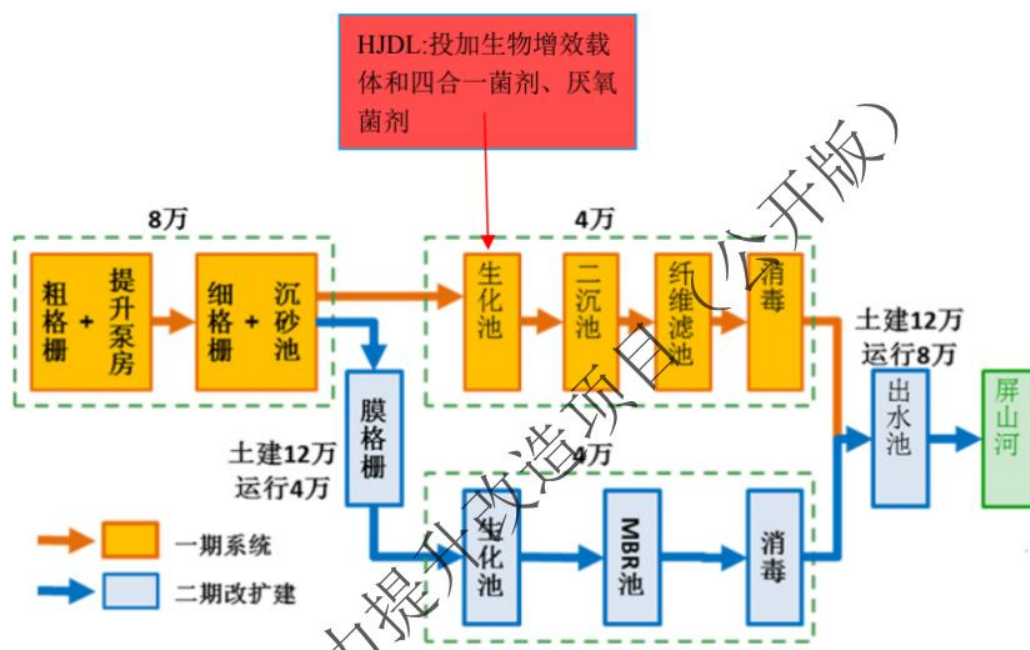 HJDL:投加生物增效载
体和四合一菌剂、厌氧
菌剂
8万
4万
粗格栅
+
提升泵房
细格栅
+
沉砂池
生化池
二沉池
纤维滤池
消毒
土建12万
运行8万
膜格栅
出水池
屏山河
土建12万
运行4万
4万
生化池
MBR池
消毒
一期系统
二期改扩建
力提升改造项目（公开版）